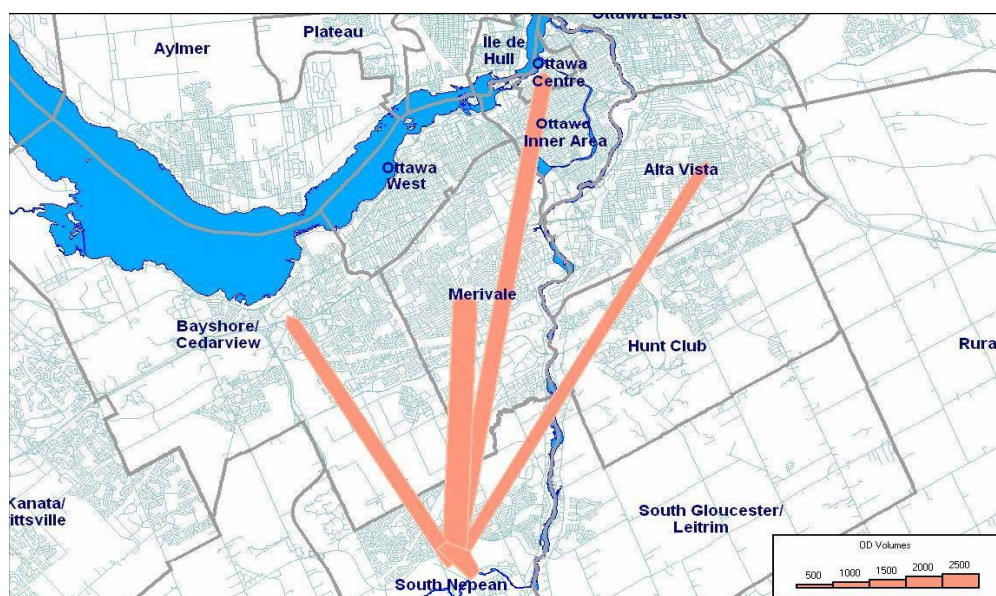 Ottawa East
Plateau
Aylmer
Île de
Hull
Ottawa
Centre
Ottawa
Inner Area
Ottawa
West
Alta Vista
Merivale
Bayshore/
Cedarview
Hunt Club
Rura
Kanata/
ittsville
South Gloucester/
Leitrim
South Nepean
OD Volumes
500 1000 1500 2000 2500